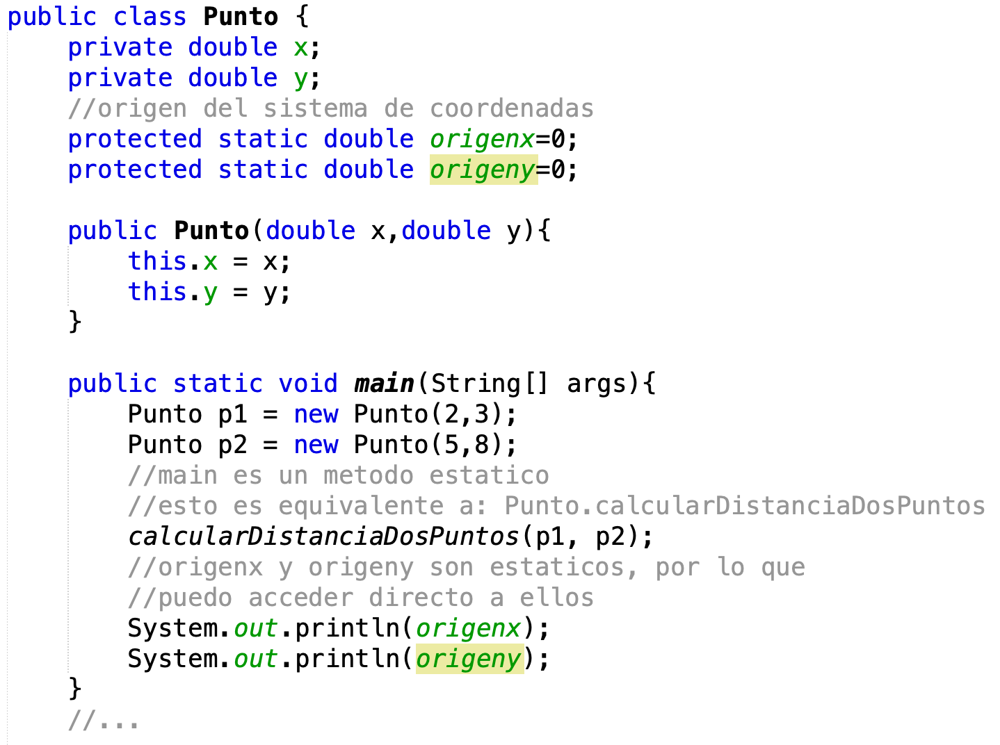 public class Punto {
    private double x;
    private double y;
    //origen del sistema de coordenadas
    protected static double origenx=0;
    protected static double origeny=0;

    public Punto(double x,double y){
        this.x = x;
        this.y = y;
    }

    public static void main(String[] args){
        Punto p1 = new Punto(2,3);
        Punto p2 = new Punto(5,8);
        //main es un metodo estatico
        //esto es equivalente a: Punto.calcularDistanciaDosPuntos
        calcularDistanciaDosPuntos(p1, p2);
        //origenx y origeny son estaticos, por lo que
        //puedo acceder directo a ellos
        System.out.println(origenx);
        System.out.println(origeny);
    }
    //...